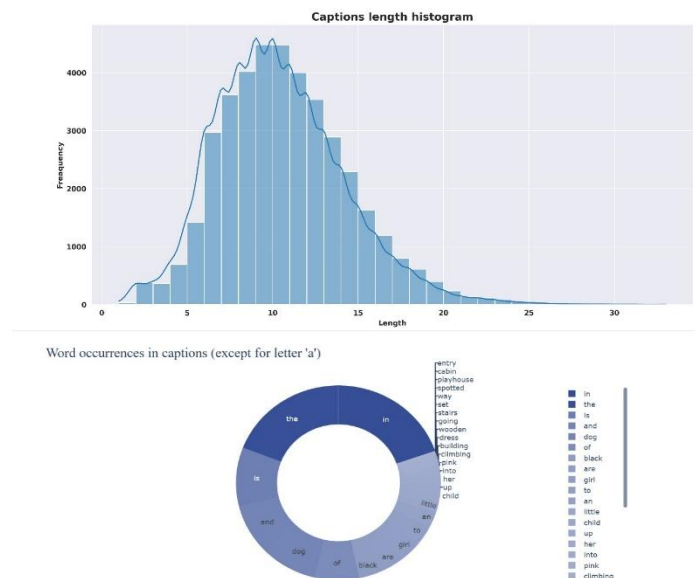 Captions length histogram
4000
3000
2000
1000
0
Freaquency
0 5 10 15 20 25 30
Length
Word occurrences in captions (except for letter 'a')
entry
cabin
playhouse
spotted
way
set
stairs
going
wooden
dress
building
climbing
pink
into
her
up
child
the
in
is
and
dog
of
black
are
girl
to
an
little
in
the
is
and
dog
of
black
are
girl
to
an
little
child
up
her
into
pink
climbing